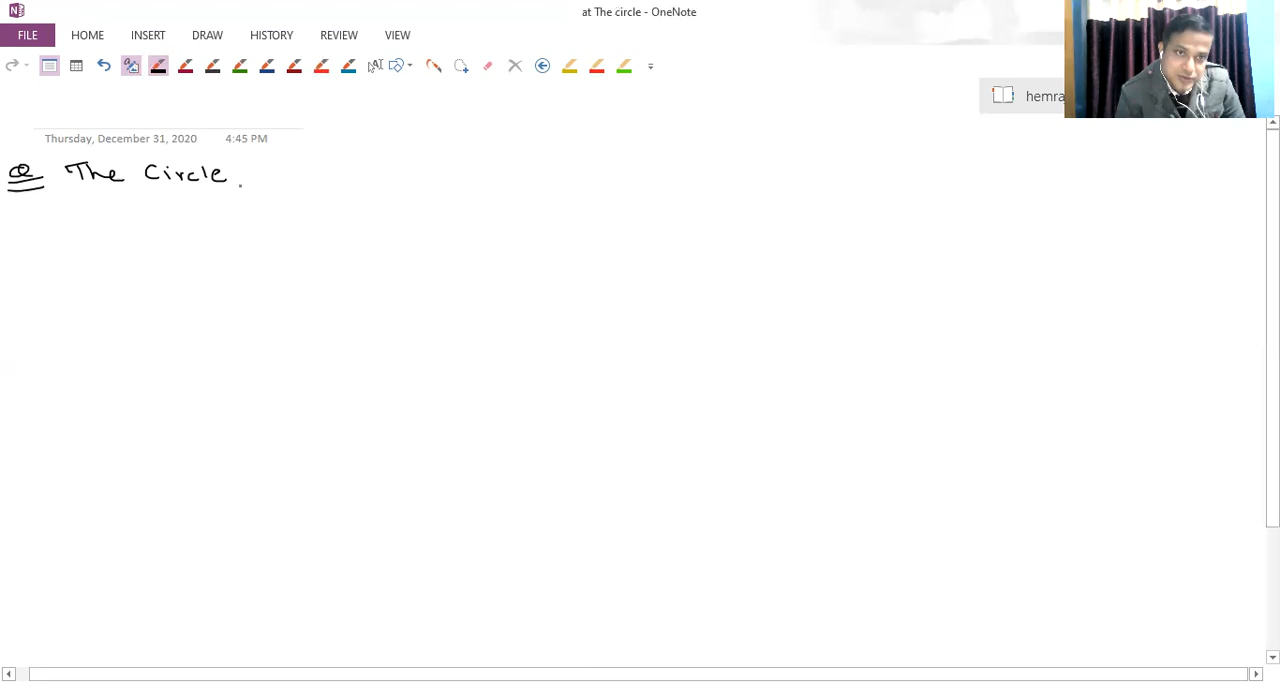 at The circle - OneNote
FILE HOME INSERT DRAW HISTORY REVIEW VIEW
hemra
Thursday, December 31, 2020 4:45 PM
The Circle